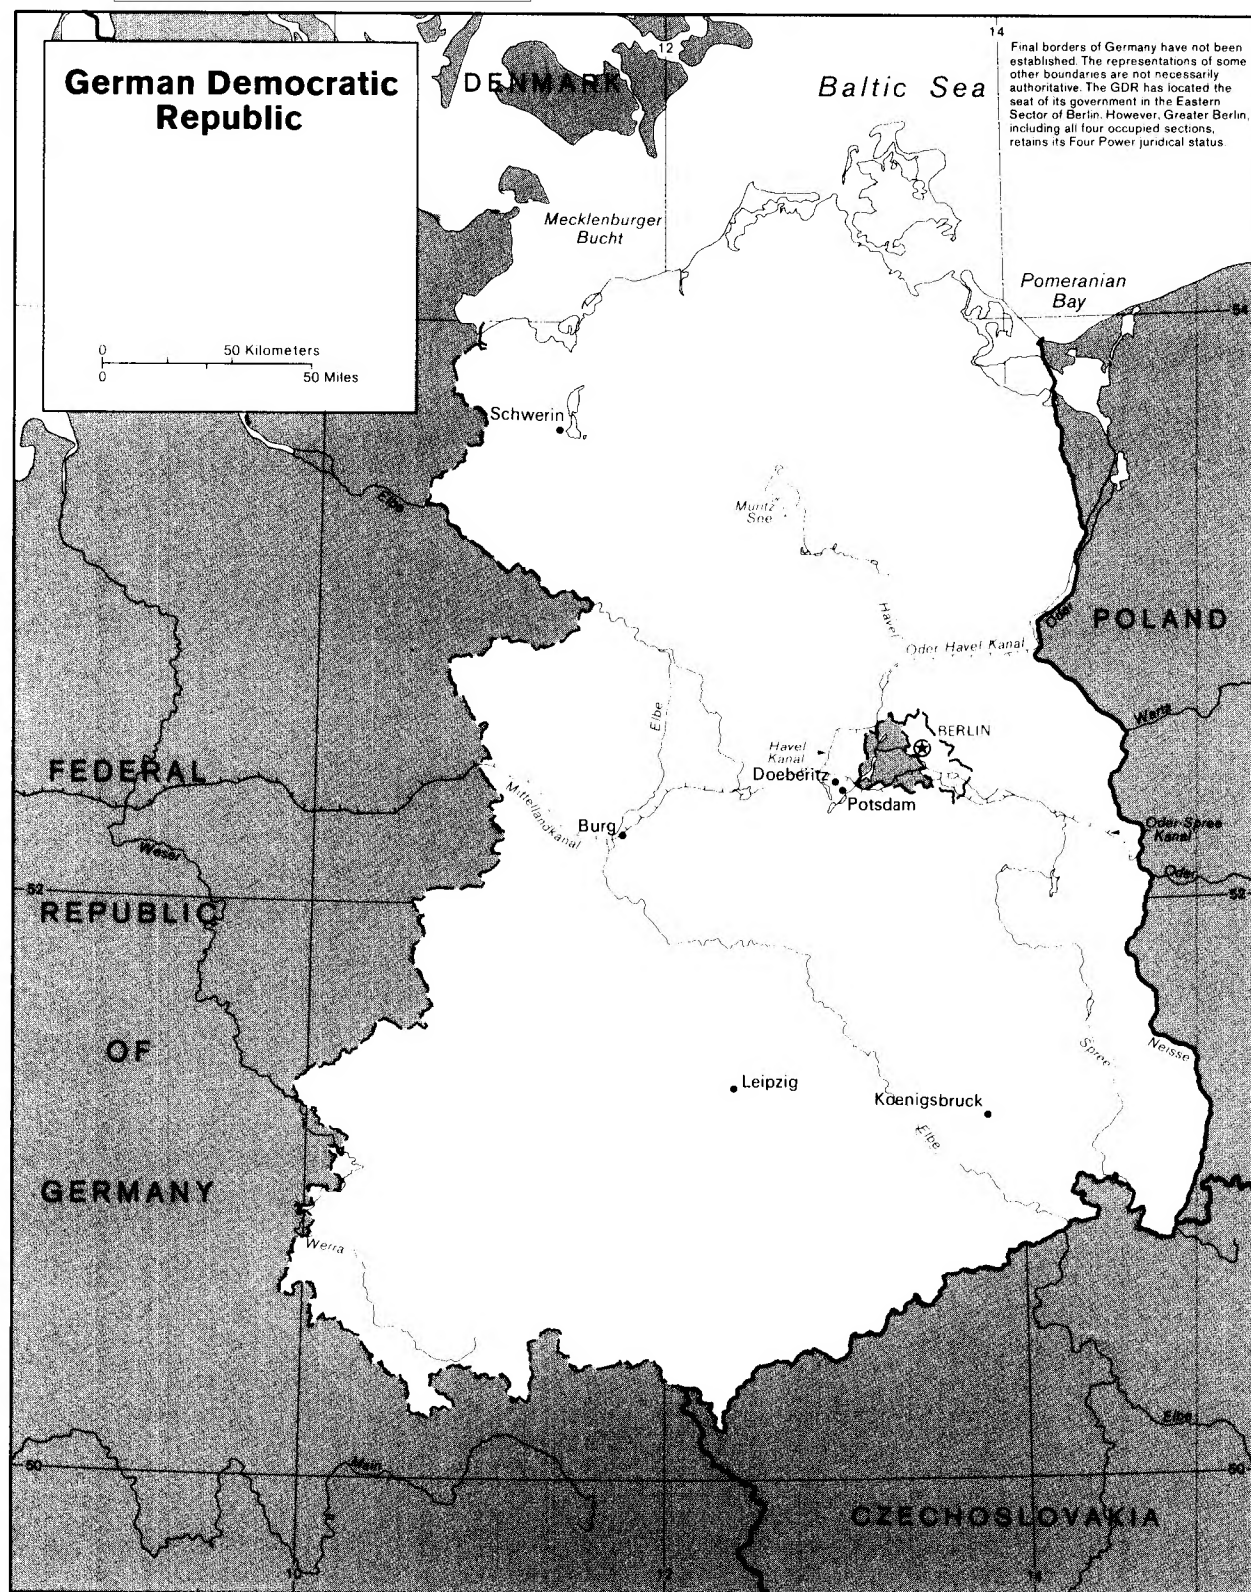 German Democratic
Republic
0 50 Kilometers
0 50 Miles
12
14
DENMARK
Baltic Sea
Final borders of Germany have not been
established. The representations of some
other boundaries are not necessarily
authoritative. The GDR has located the
seat of its government in the Eastern
Sector of Berlin. However, Greater Berlin,
including all four occupied sections,
retains its Four Power juridical status.
Mecklenburger
Bucht
Pomeranian
Bay
54
Schwerin
Elbe
Muritz
See
Havel
Oder
POLAND
Oder Havel Kanal
Warta
Elbe
BERLIN
Havel
Kanal
FEDERAL
Doeberitz
Potsdam
Mittellandkanal
Burg
Oder-Spree
Kanal
Weser
Oder
52
52
REPUBLIC
OF
Spree
Neisse
Leipzig
Koenigsbruck
Elbe
GERMANY
Werra
Elbe
50
Main
50
CZECHOSLOVAKIA
10
12
14